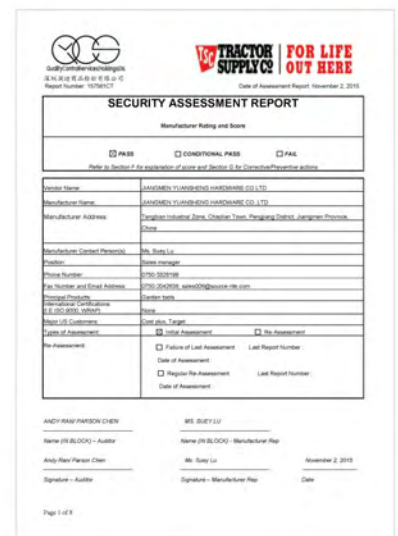 QCS
TSC TRACTOR SUPPLY CO
FOR LIFE OUT HERE
QualityControlServicesHoldingsLtd.
Report Number: 157561CT
Date of Assessment Report: November 2, 2015
SECURITY ASSESSMENT REPORT
Manufacturer Rating and Score
☒ PASS ☐ CONDITIONAL PASS ☐ FAIL
Refer to Section F for explanation of score and Section G for Corrective/Preventive actions
Vendor Name: JIANGMEN YUANSHENG HARDWARE CO LTD
Manufacturer Name: JIANGMEN YUANSHENG HARDWARE CO. LTD
Manufacturer Address: Tangbian Industrial Zone, Chaolian Town, Pengjiang District, Jiangmen Province,
China
Manufacturer Contact Person(s): Ms. Suey Lu
Position: Sales manager
Phone Number:
Fax Number and Email Address:
Principal Products: Garden tools
International Certifications
(I.E ISO 9000, WRAP) None
Major US Customers: Cost plus, Target
Types of Assessment: ☒ Initial Assessment ☐ Re-Assessment
Re-Assessment: ☐ Failure of Last Assessment Last Report Number :
Date of Assessment :
☐ Regular Re-Assessment Last Report Number :
Date of Assessment :
ANDY RAN/ PARSON CHEN MS. SUEY LU
Name (IN BLOCK) – Auditor Name (IN BLOCK) - Manufacturer Rep
Andy Ran/ Parson Chen Ms. Suey Lu November 2, 2015
Signature – Auditor Signature – Manufacturer Rep Date
Page 1 of 8